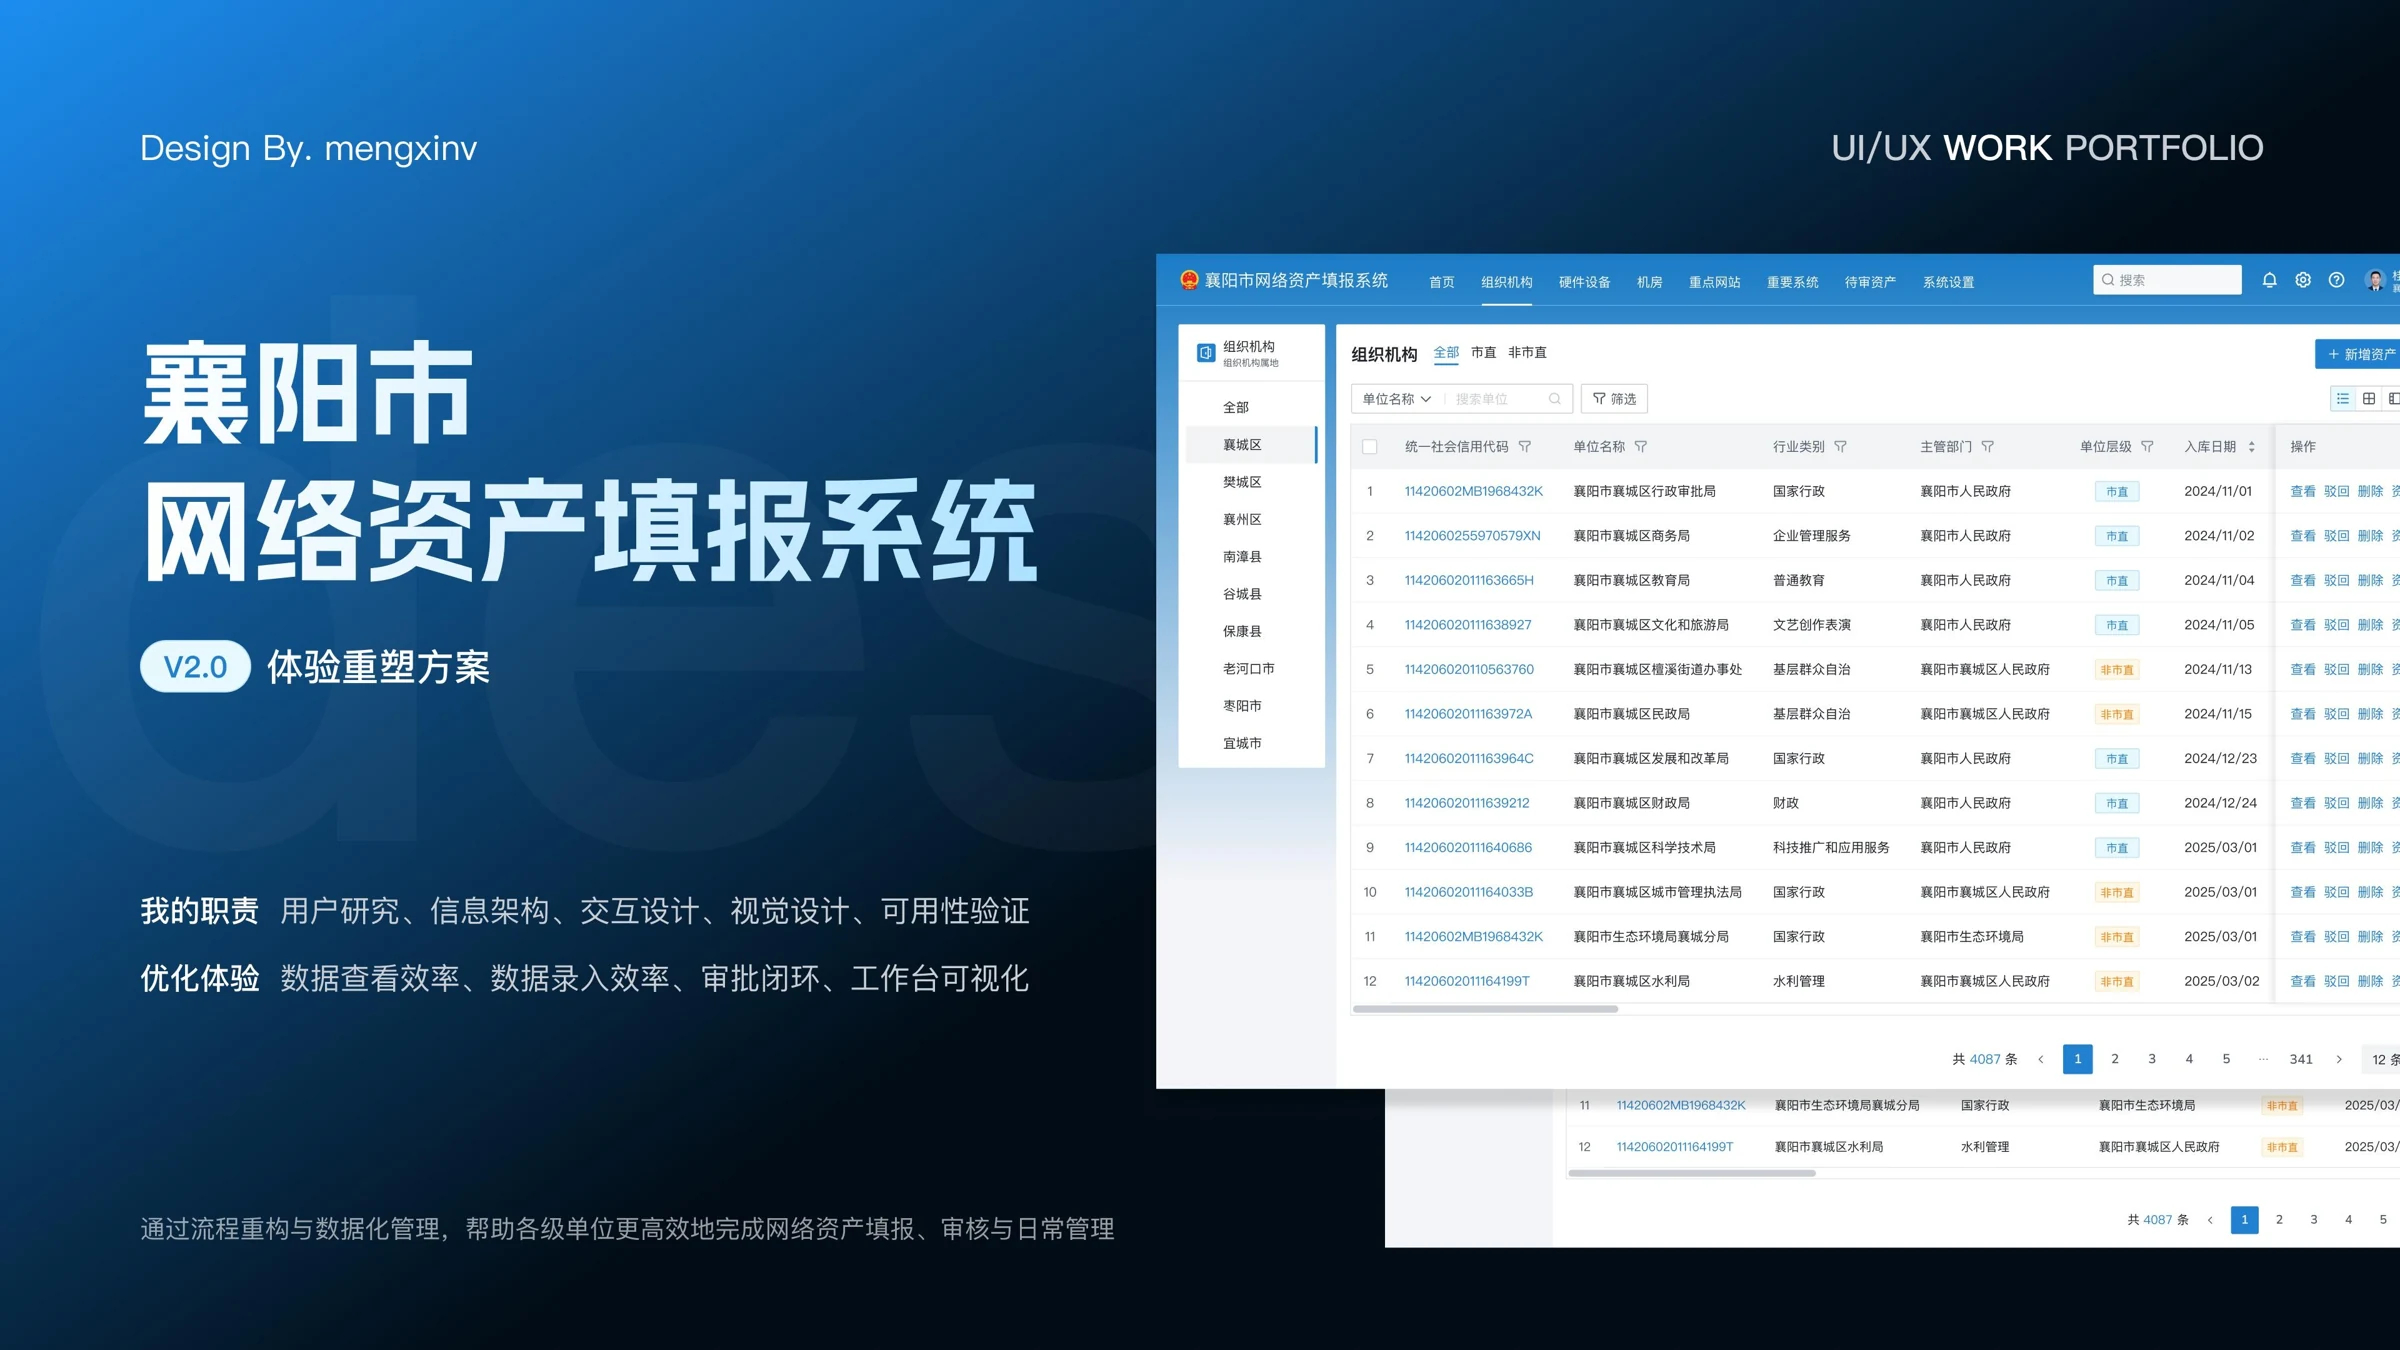 Design By. mengxinv
UI/UX WORK PORTFOLIO
襄阳市
网络资产填报系统
V2.0 体验重塑方案
我的职责 用户研究、信息架构、交互设计、视觉设计、可用性验证
优化体验 数据查看效率、数据录入效率、审批闭环、工作台可视化
通过流程重构与数据化管理，帮助各级单位更高效地完成网络资产填报、审核与日常管理
des
襄阳市网络资产填报系统 首页 组织机构 硬件设备 机房 重点网站 重要系统 待审资产 系统设置 搜索
组织机构
组织机构属地
全部
襄城区
樊城区
襄州区
南漳县
谷城县
保康县
老河口市
枣阳市
宜城市
组织机构 全部 市直 非市直
+ 新增资产
单位名称 搜索单位 筛选
统一社会信用代码 单位名称 行业类别 主管部门 单位层级 入库日期 操作
1 11420602MB1968432K 襄阳市襄城区行政审批局 国家行政 襄阳市人民政府 市直 2024/11/01 查看 驳回 删除
2 1142060255970579XN 襄阳市襄城区商务局 企业管理服务 襄阳市人民政府 市直 2024/11/02 查看 驳回 删除
3 11420602011163665H 襄阳市襄城区教育局 普通教育 襄阳市人民政府 市直 2024/11/04 查看 驳回 删除
4 114206020111638927 襄阳市襄城区文化和旅游局 文艺创作表演 襄阳市人民政府 市直 2024/11/05 查看 驳回 删除
5 114206020110563760 襄阳市襄城区檀溪街道办事处 基层群众自治 襄阳市襄城区人民政府 非市直 2024/11/13 查看 驳回 删除
6 11420602011163972A 襄阳市襄城区民政局 基层群众自治 襄阳市襄城区人民政府 非市直 2024/11/15 查看 驳回 删除
7 11420602011163964C 襄阳市襄城区发展和改革局 国家行政 襄阳市人民政府 市直 2024/12/23 查看 驳回 删除
8 114206020111639212 襄阳市襄城区财政局 财政 襄阳市人民政府 市直 2024/12/24 查看 驳回 删除
9 114206020111640686 襄阳市襄城区科学技术局 科技推广和应用服务 襄阳市人民政府 市直 2025/03/01 查看 驳回 删除
10 11420602011164033B 襄阳市襄城区城市管理执法局 国家行政 襄阳市襄城区人民政府 非市直 2025/03/01 查看 驳回 删除
11 11420602MB1968432K 襄阳市生态环境局襄城分局 国家行政 襄阳市生态环境局 非市直 2025/03/01 查看 驳回 删除
12 11420602011164199T 襄阳市襄城区水利局 水利管理 襄阳市襄城区人民政府 非市直 2025/03/02 查看 驳回 删除
共 4087 条 < 1 2 3 4 5 ··· 341 > 12 条
11 11420602MB1968432K 襄阳市生态环境局襄城分局 国家行政 襄阳市生态环境局 非市直 2025/03/
12 11420602011164199T 襄阳市襄城区水利局 水利管理 襄阳市襄城区人民政府 非市直 2025/03/
共 4087 条 < 1 2 3 4 5